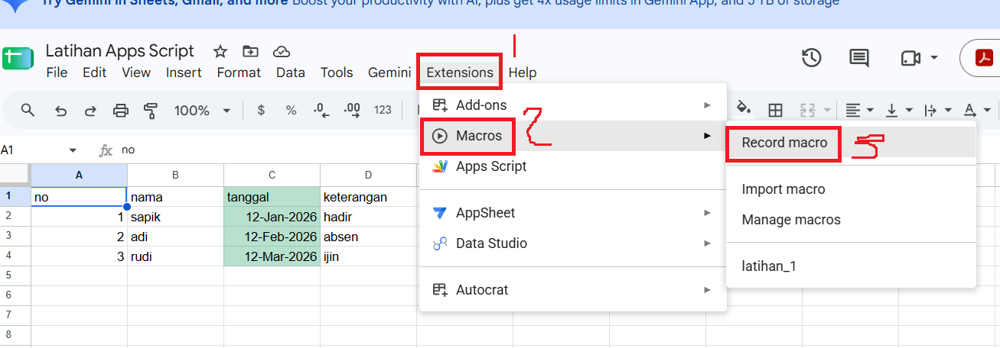 Try Gemini in Sheets, Gmail, and more Boost your productivity with AI, plus get 4x usage limits in Gemini App, and 5 TB of storage
Latihan Apps Script
1
File Edit View Insert Format Data Tools Gemini Extensions Help
100% $ % .0 .00 123
Add-ons
Macros 2
Apps Script
AppSheet
Data Studio
Autocrat
Record macro 3
Import macro
Manage macros
latihan_1
A1 fx no
A B C D
1 no nama tanggal keterangan
2 1 sapik 12-Jan-2026 hadir
3 2 adi 12-Feb-2026 absen
4 3 rudi 12-Mar-2026 ijin
5
6
7
8